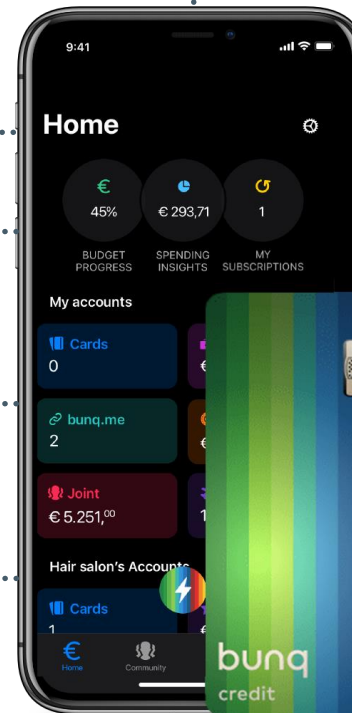 9:41
Home
€
45%
€ 293,71
1
BUDGET
PROGRESS
SPENDING
INSIGHTS
MY
SUBSCRIPTIONS
My accounts
Cards
0
€
bunq.me
2
€
Joint
€ 5.251,00
1
Hair salon's Accounts
Cards
1
€
€
Home
Community
bunq
credit